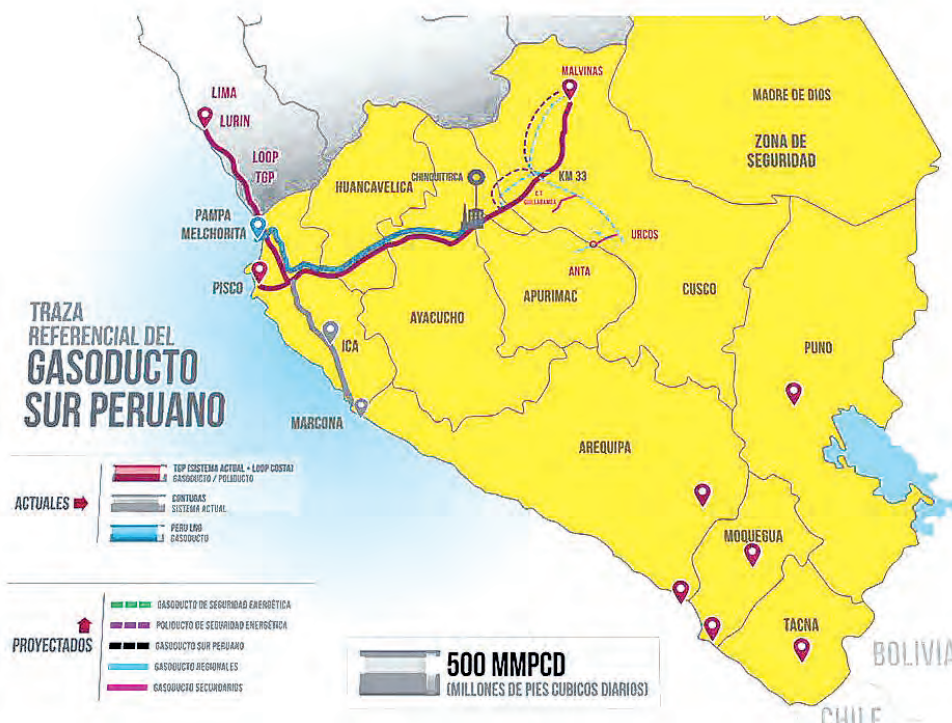 LIMA
LURIN
LOOP
TGP
PAMPA
MELCHORITA
PISCO
HUANCAVELICA
CHINQUITIRCA
MALVINAS
KM 33
MADRE DE DIOS
ZONA DE
SEGURIDAD
URCOS
ANTA
CUSCO
APURIMAC
AYACUCHO
PUNO
ICA
MARCONA
AREQUIPA
MOQUEGUA
TACNA
BOLIVIA
CHILE
TRAZA
REFERENCIAL DEL
GASODUCTO
SUR PERUANO
ACTUALES
TGP (SISTEMA ACTUAL + LOOP COSTA)
GASODUCTO / POLIDUCTO
CONTUGAS
SISTEMA ACTUAL
PERU LNG
GASODUCTO
PROYECTADOS
GASODUCTO DE SEGURIDAD ENERGÉTICA
POLIDUCTO DE SEGURIDAD ENERGÉTICA
GASODUCTO SUR PERUANO
GASODUCTO REGIONALES
GASODUCTO SECUNDARIOS
500 MMPCD
(MILLONES DE PIES CUBICOS DIARIOS)